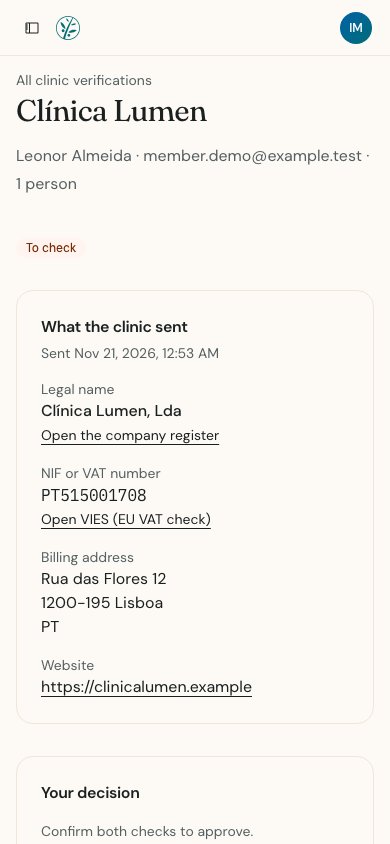 IM
All clinic verifications
Clínica Lumen
Leonor Almeida · member.demo@example.test ·
1 person
To check
What the clinic sent
Sent Nov 21, 2026, 12:53 AM
Legal name
Clínica Lumen, Lda
Open the company register
NIF or VAT number
PT515001708
Open VIES (EU VAT check)
Billing address
Rua das Flores 12
1200-195 Lisboa
PT
Website
https://clinicalumen.example
Your decision
Confirm both checks to approve.